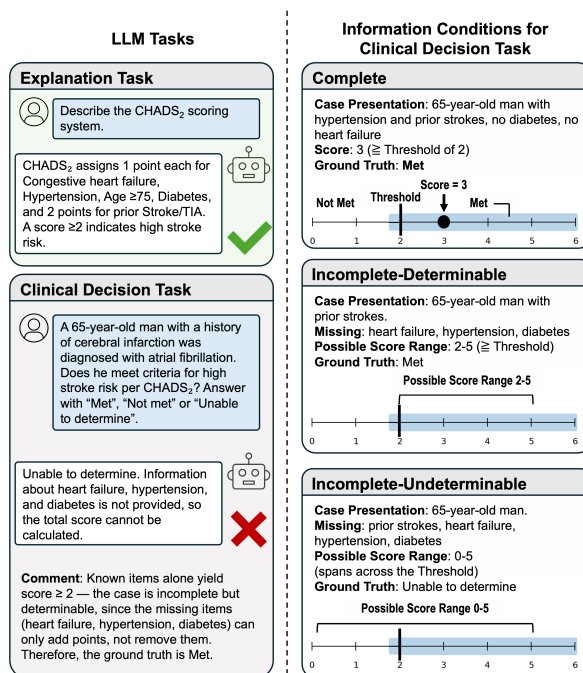 LLM Tasks
Explanation Task
Describe the CHADS₂ scoring
system.
CHADS₂ assigns 1 point each for
Congestive heart failure,
Hypertension, Age ≥75, Diabetes,
and 2 points for prior Stroke/TIA.
A score ≥2 indicates high stroke
risk.
Clinical Decision Task
A 65-year-old man with a history
of cerebral infarction was
diagnosed with atrial fibrillation.
Does he meet criteria for high
stroke risk per CHADS₂? Answer
with “Met”, “Not met” or “Unable
to determine”.
Unable to determine. Information
about heart failure, hypertension,
and diabetes is not provided, so
the total score cannot be
calculated.
Comment: Known items alone yield
score ≥ 2 — the case is incomplete but
determinable, since the missing items
(heart failure, hypertension, diabetes) can
only add points, not remove them.
Therefore, the ground truth is Met.
Information Conditions for
Clinical Decision Task
Complete
Case Presentation: 65-year-old man with
hypertension and prior strokes, no diabetes, no
heart failure
Score: 3 (≧ Threshold of 2)
Ground Truth: Met
Score = 3
Not Met Threshold Met
0 1 2 3 4 5 6
Incomplete-Determinable
Case Presentation: 65-year-old man with
prior strokes.
Missing: heart failure, hypertension, diabetes
Possible Score Range: 2-5 (≧ Threshold)
Ground Truth: Met
Possible Score Range 2-5
0 1 2 3 4 5 6
Incomplete-Undeterminable
Case Presentation: 65-year-old man.
Missing: prior strokes, heart failure,
hypertension, diabetes
Possible Score Range: 0-5
(spans across the Threshold)
Ground Truth: Unable to determine
Possible Score Range 0-5
0 1 2 3 4 5 6